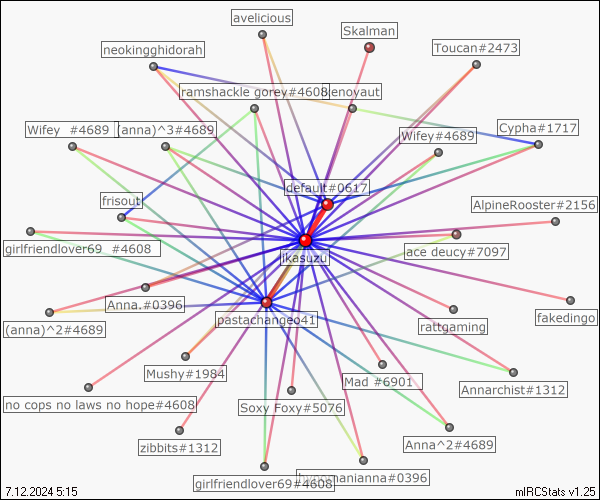 avelicious
Skalman
neokingghidorah
Toucan#2473
ramshackle gorey#4608
enoyaut
Wifey #4689
(anna)^3#4689
Wifey#4689
Cypha#1717
default#0617
frisout
AlpineRooster#2156
girlfriendlover69 #4608
ace deucy#7097
ikasuzu
Anna.#0396
fakedingo
(anna)^2#4689
pastachangeo41
rattgaming
Mushy#1984
Mad #6901
Annarchist#1312
no cops no laws no hope#4608
Soxy Foxy#5076
zibbits#1312
Anna^2#4689
girlfriendlover69#4608
manianna#0396
7.12.2024 5:15
mIRCStats v1.25